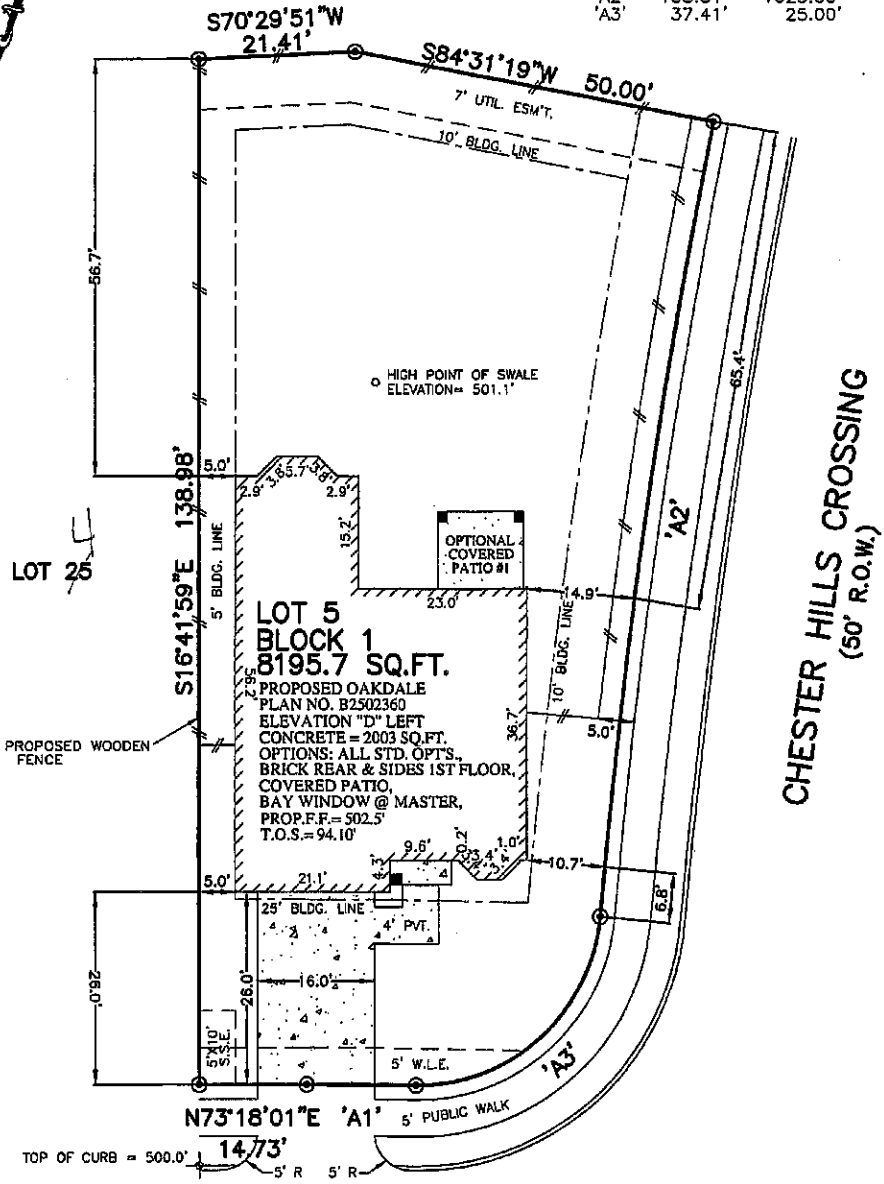 'A3' 37.41' 25.00'
S70°29'51"W
21.41'
S84°31'19"W 50.00'
7' UTIL. ESM'T.
10' BLDG. LINE
56.7'
HIGH POINT OF SWALE
ELEVATION= 501.1'
65.4'
CHESTER HILLS CROSSING
(50' R.O.W.)
'A2'
5.0'
2.9' 3.8' 5.7' 3.8' 2.9'
S16°41'59"E 138.98'
5' BLDG. LINE
15.2'
OPTIONAL
COVERED
PATIO #1
4
LOT 25
23.0'
14.9'
10' BLDG. LINE
LOT 5
BLOCK 1
8195.7 SQ.FT.
PROPOSED OAKDALE
PLAN NO. B2502360
ELEVATION "D" LEFT
CONCRETE = 2003 SQ.FT.
OPTIONS: ALL STD. OPT'S.,
BRICK REAR & SIDES 1ST FLOOR,
COVERED PATIO,
BAY WINDOW @ MASTER,
PROP.F.F.= 502.5'
T.O.S.= 94.10'
56.2'
36.7'
5.0'
PROPOSED WOODEN
FENCE
9.6' 0.2' 1.0'
4.3'
3.4'
10.7'
6.8'
5.0'
21.1'
25' BLDG. LINE
4' PVT.
26.0'
26.0'
16.0'
5'X10'
S.S.E.
5' W.L.E.
'A3'
N73°18'01"E 'A1'
5' PUBLIC WALK
14.73'
TOP OF CURB = 500.0'
5' R 5' R